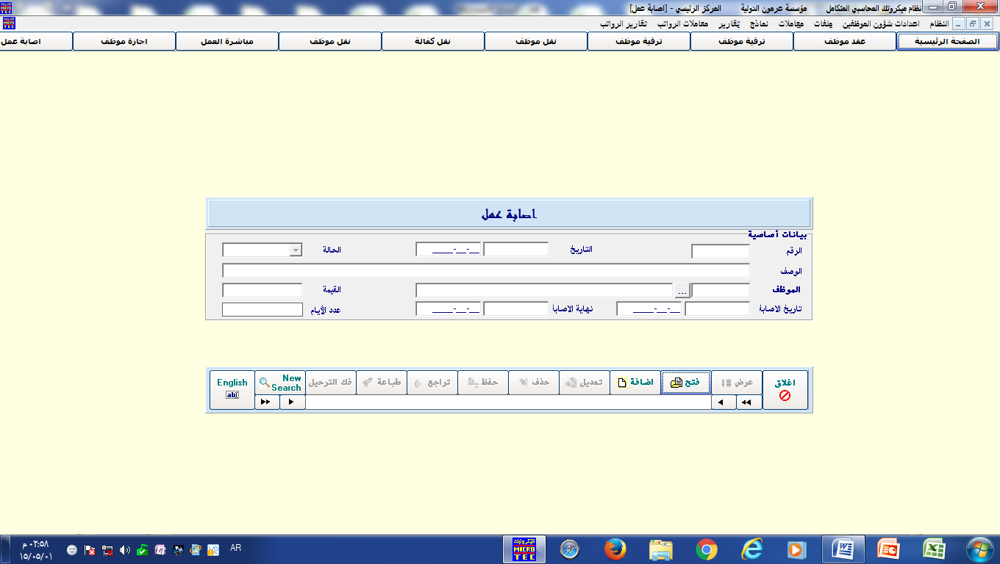 نظام ميكروتك المحاسبي المتكامل مؤسسة عرمون الدولية المركز الرئيسي - [اصابة عمل]
النظام اعدادات شؤون الموظفين ملفات معاملات تقارير نماذج معاملات الرواتب تقارير الرواتب
الصفحة الرئيسية عقد موظف ترقية موظف ترقية موظف نقل موظف نقل كفالة نقل موظف مباشرة العمل اجازة موظف اصابة عمل
اصابة عمل
بيانات أساسية
الرقم التاريخ __-__-____ الحالة
الوصف
الموظف ... القيمة
تاريخ الاصابة __-__-____ نهاية الاصابة __-__-____ عدد الأيام
اغلاق عرض فتح اضافة تعديل حذف حفظ تراجع طباعة فك الترحيل New Search English
ab
MICRO
TEC
AR
٠٢:٥٨ م
١٥/٠٥/٠١